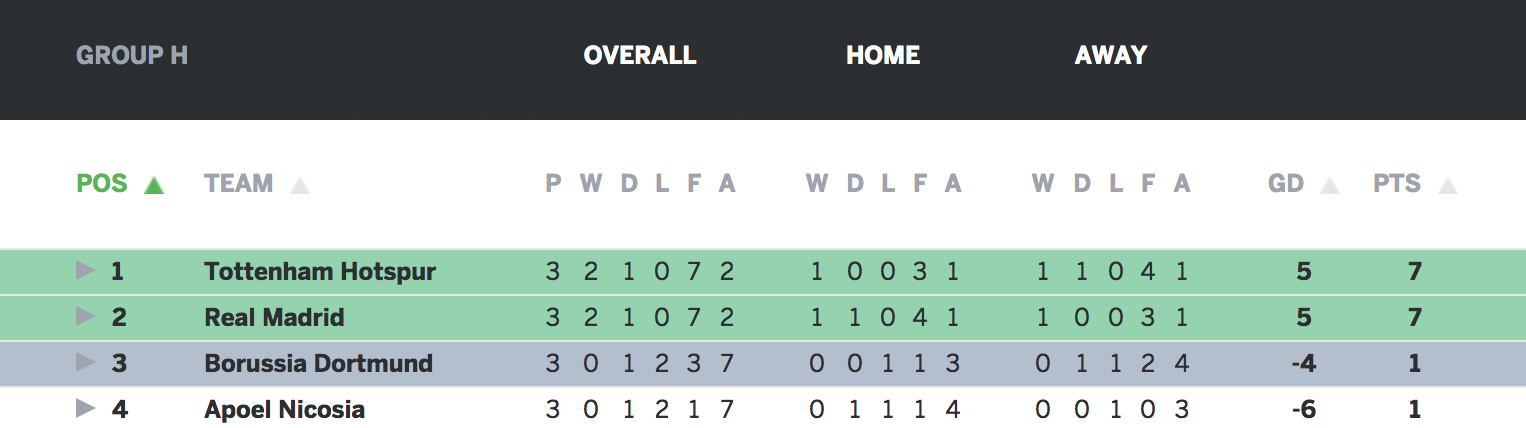 GROUP H OVERALL HOME AWAY
POS TEAM P W D L F A W D L F A W D L F A GD PTS
1 Tottenham Hotspur 3 2 1 0 7 2 1 0 0 3 1 1 1 0 4 1 5 7
2 Real Madrid 3 2 1 0 7 2 1 1 0 4 1 1 0 0 3 1 5 7
3 Borussia Dortmund 3 0 1 2 3 7 0 0 1 1 3 0 1 1 2 4 -4 1
4 Apoel Nicosia 3 0 1 2 1 7 0 1 1 1 4 0 0 1 0 3 -6 1